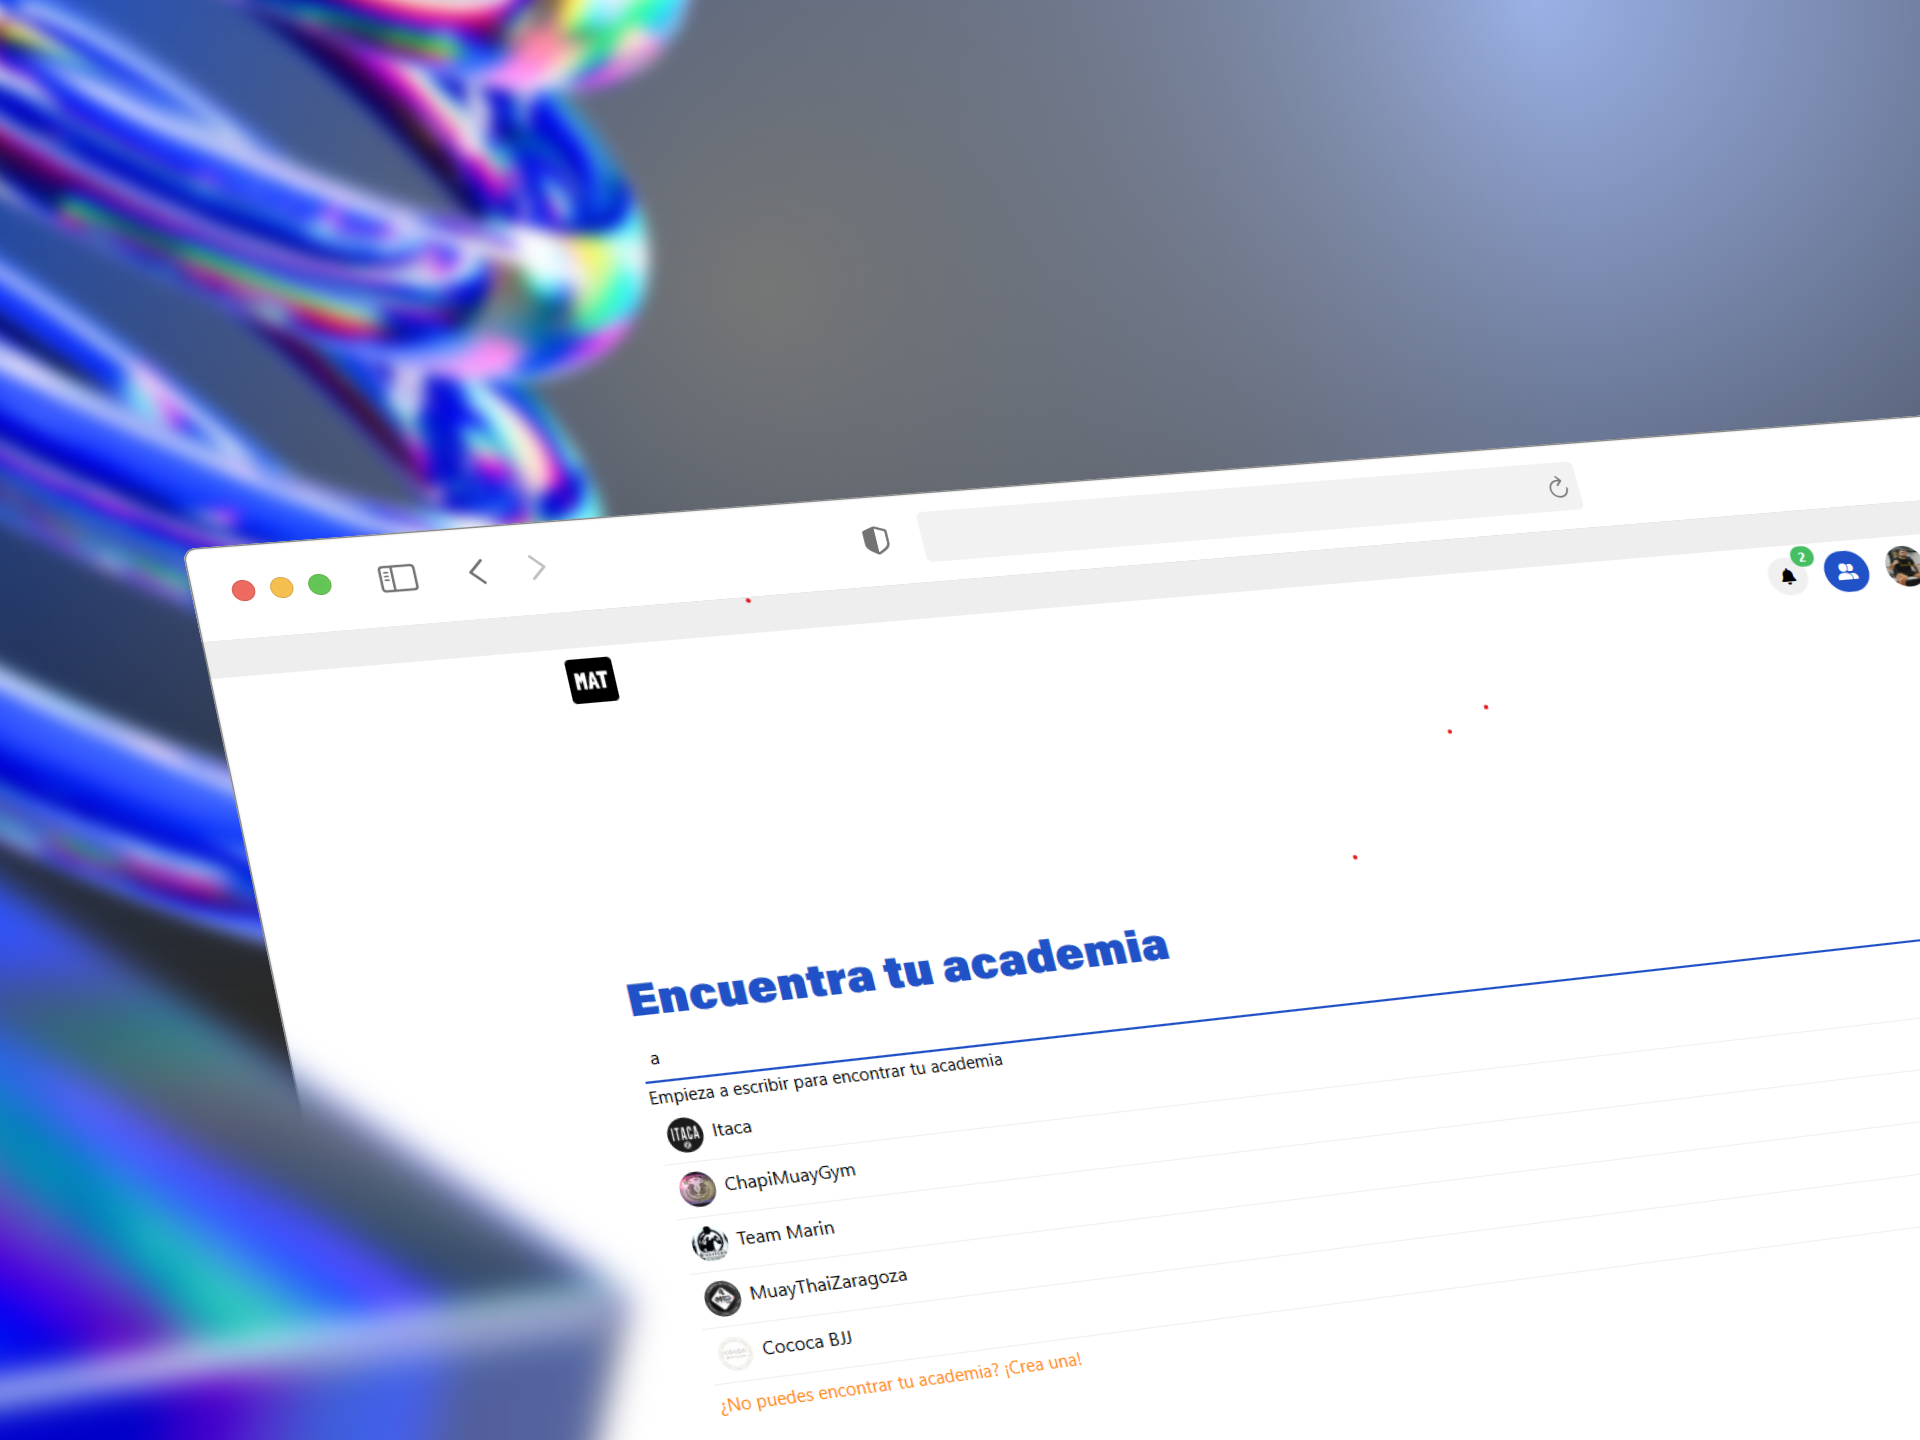 2
MAT
Encuentra tu academia
a
Empieza a escribir para encontrar tu academia
ITACA
Itaca
ChapiMuayGym
Team Marin
MuayThaiZaragoza
Cococa BJJ
¿No puedes encontrar tu academia? ¡Crea una!